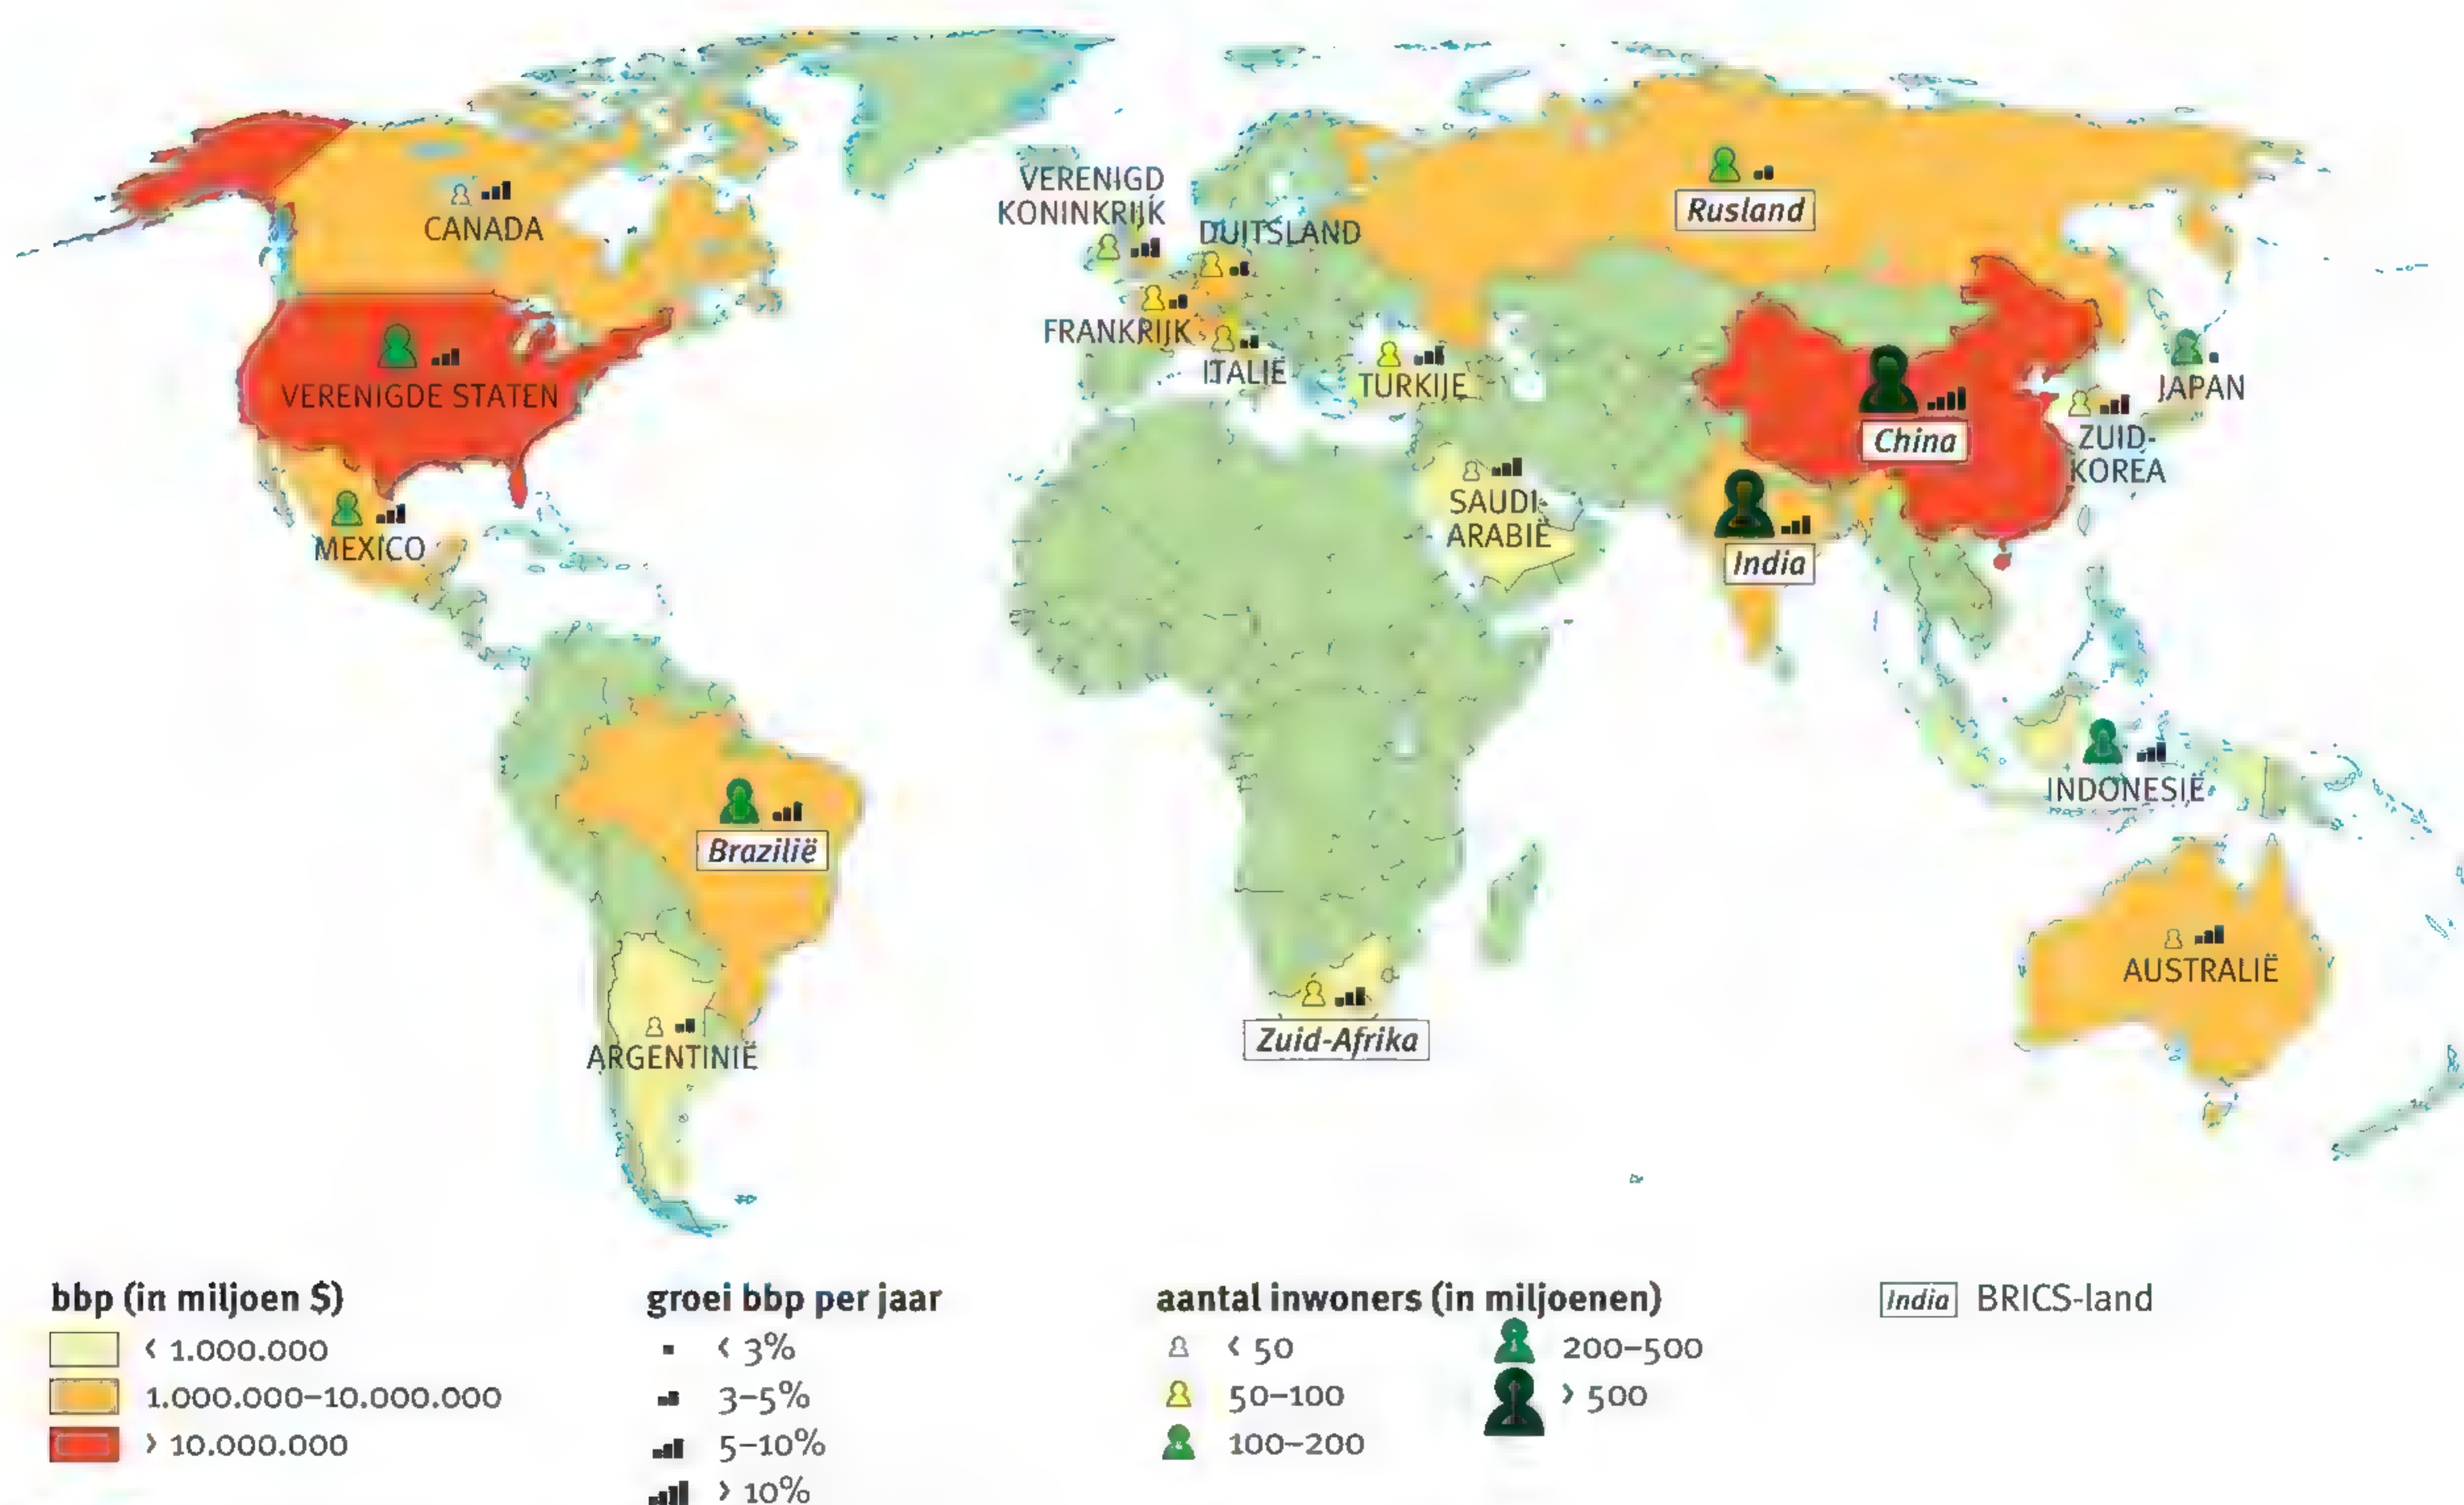 VERENIGD
KONINKRIJK
DUITSLAND
Rusland
CANADA
FRANKRIJK
ITALIË
TURKIJE
JAPAN
VERENIGDE STATEN
China
ZUID-
KOREA
SAUDI-
ARABIË
MEXICO
India
INDONESIË
Brazilië
AUSTRALIË
Zuid-Afrika
ARGENTINIË
bbp (in miljoen $)
< 1.000.000
1.000.000–10.000.000
> 10.000.000
groei bbp per jaar
< 3%
3–5%
5–10%
> 10%
aantal inwoners (in miljoenen)
< 50
50–100
100–200
200–500
> 500
India BRICS-land